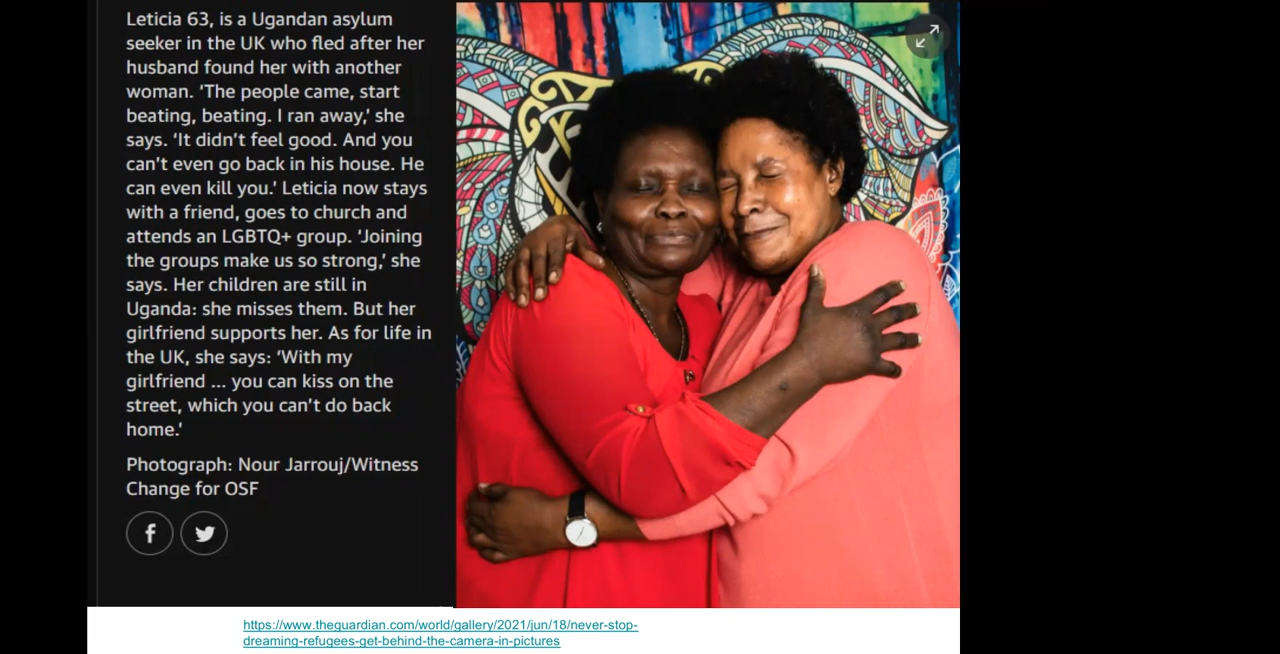 Leticia 63, is a Ugandan asylum
seeker in the UK who fled after her
husband found her with another
woman. ‘The people came, start
beating, beating. I ran away,’ she
says. ‘It didn’t feel good. And you
can’t even go back in his house. He
can even kill you.’ Leticia now stays
with a friend, goes to church and
attends an LGBTQ+ group. ‘Joining
the groups make us so strong,’ she
says. Her children are still in
Uganda: she misses them. But her
girlfriend supports her. As for life in
the UK, she says: ‘With my
girlfriend ... you can kiss on the
street, which you can’t do back
home.’
Photograph: Nour Jarrouj/Witness
Change for OSF
https://www.theguardian.com/world/gallery/2021/jun/18/never-stop-
dreaming-refugees-get-behind-the-camera-in-pictures